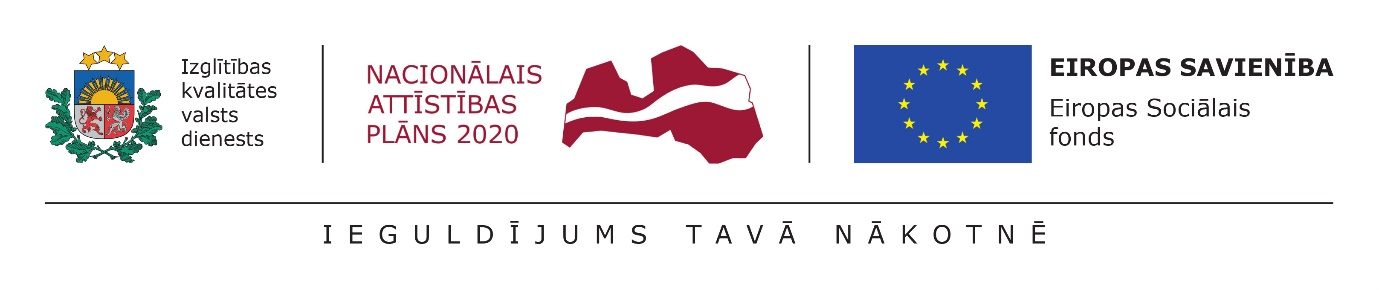 Izglītības
kvalitātes
valsts
dienests
NACIONĀLAIS
ATTĪSTĪBAS
PLĀNS 2020
EIROPAS SAVIENĪBA
Eiropas Sociālais
fonds
IEGULDĪJUMS TAVĀ NĀKOTNĒ